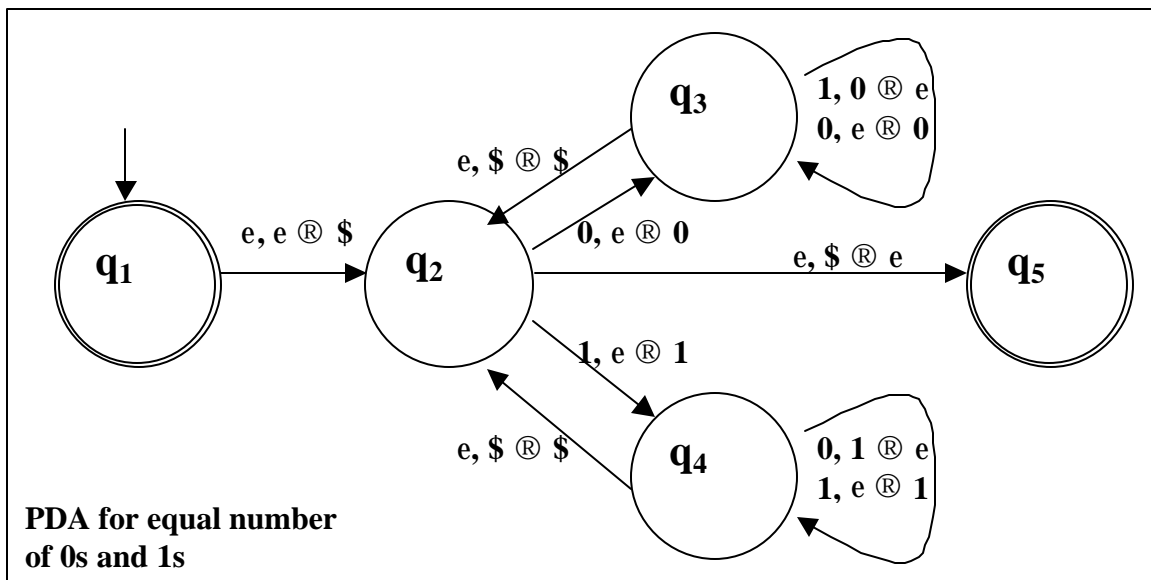 q₃
1, 0 ® e
0, e ® 0
e, $ ® $
0, e ® 0
q₁
e, e ® $
q₂
e, $ ® e
q₅
1, e ® 1
e, $ ® $
q₄
0, 1 ® e
1, e ® 1
PDA for equal number
of 0s and 1s